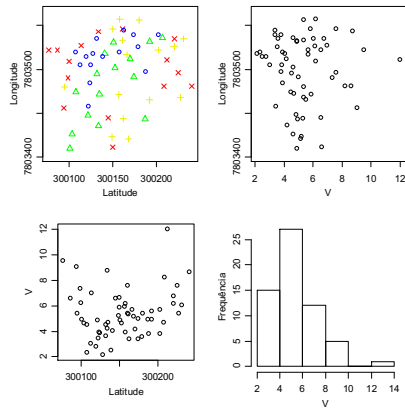 Longitude
7803400 7803500
300100 300150 300200
Latitude
Longitude
7803400 7803500
2 4 6 8 10 12
V
V
2 4 6 8 10 12
300100 300200
Latitude
Frequência
0 5 10 15 25
2 4 6 8 10 12 14
V